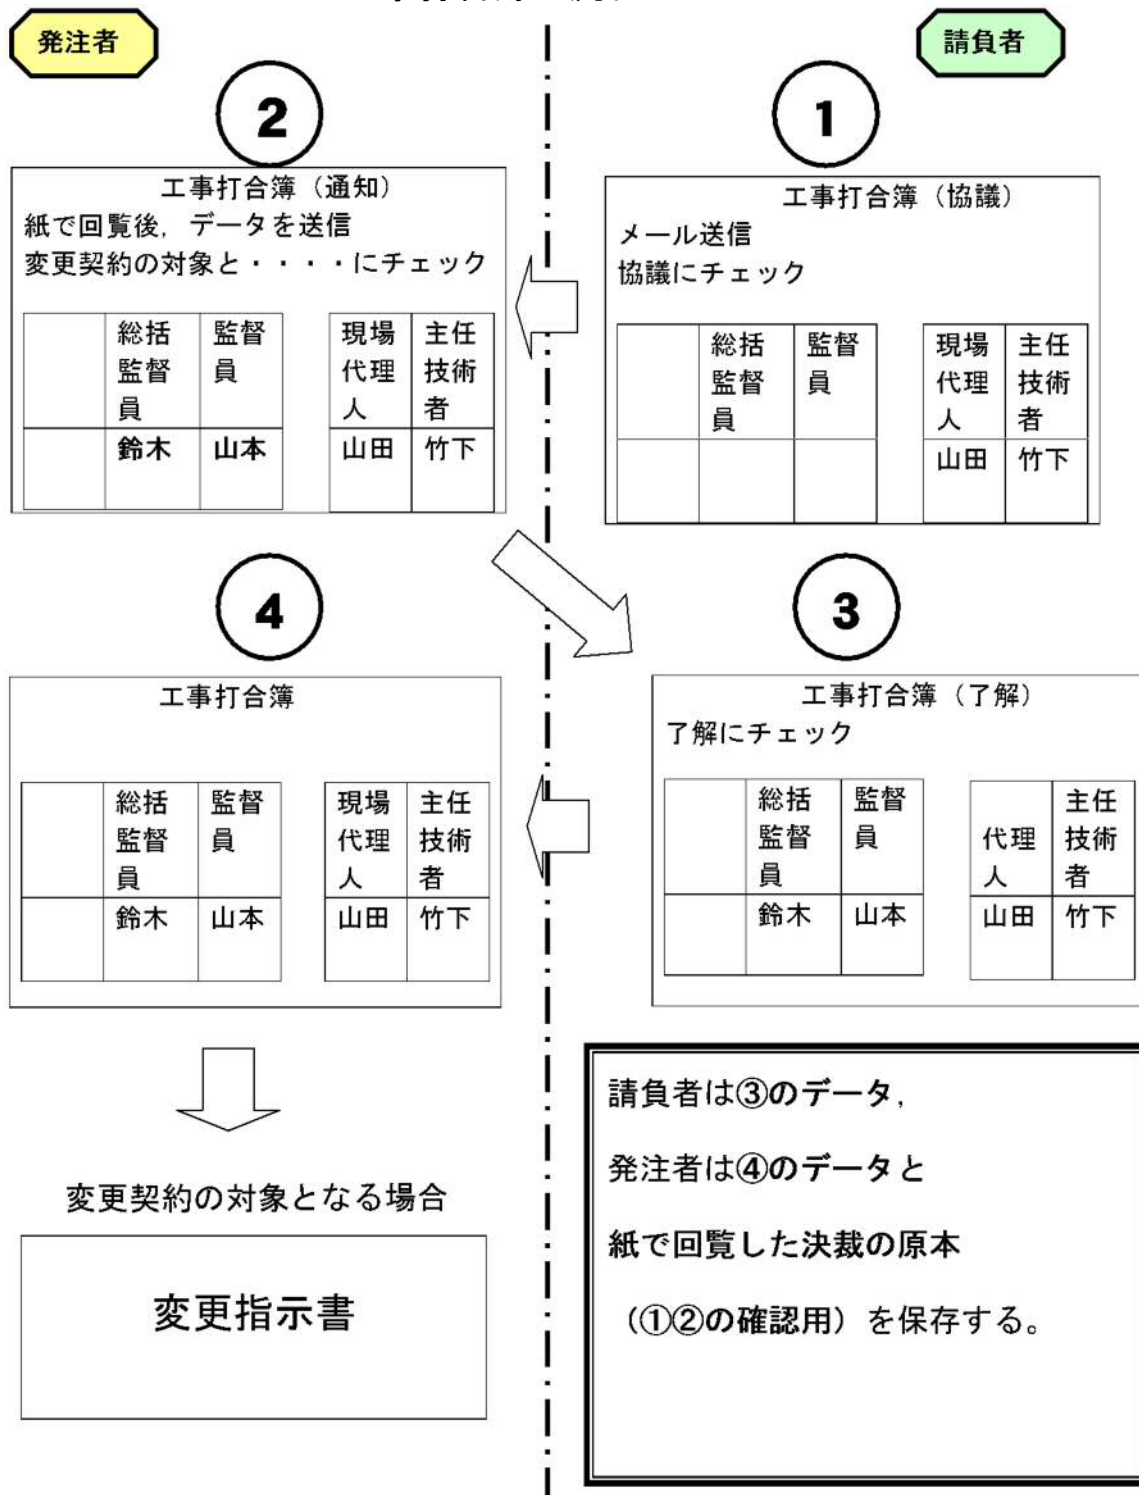 発注者
請負者
②
①
工事打合簿（通知）
紙で回覧後，データを送信
変更契約の対象と・・・・にチェック
総括監督員
監督員
現場代理人
主任技術者
鈴木
山本
山田
竹下
工事打合簿（協議）
メール送信
協議にチェック
総括監督員
監督員
現場代理人
主任技術者
山田
竹下
④
③
工事打合簿
総括監督員
監督員
現場代理人
主任技術者
鈴木
山本
山田
竹下
工事打合簿（了解）
了解にチェック
総括監督員
監督員
代理人
主任技術者
鈴木
山本
山田
竹下
変更契約の対象となる場合
変更指示書
請負者は③のデータ，
発注者は④のデータと
紙で回覧した決裁の原本
（①②の確認用）を保存する。